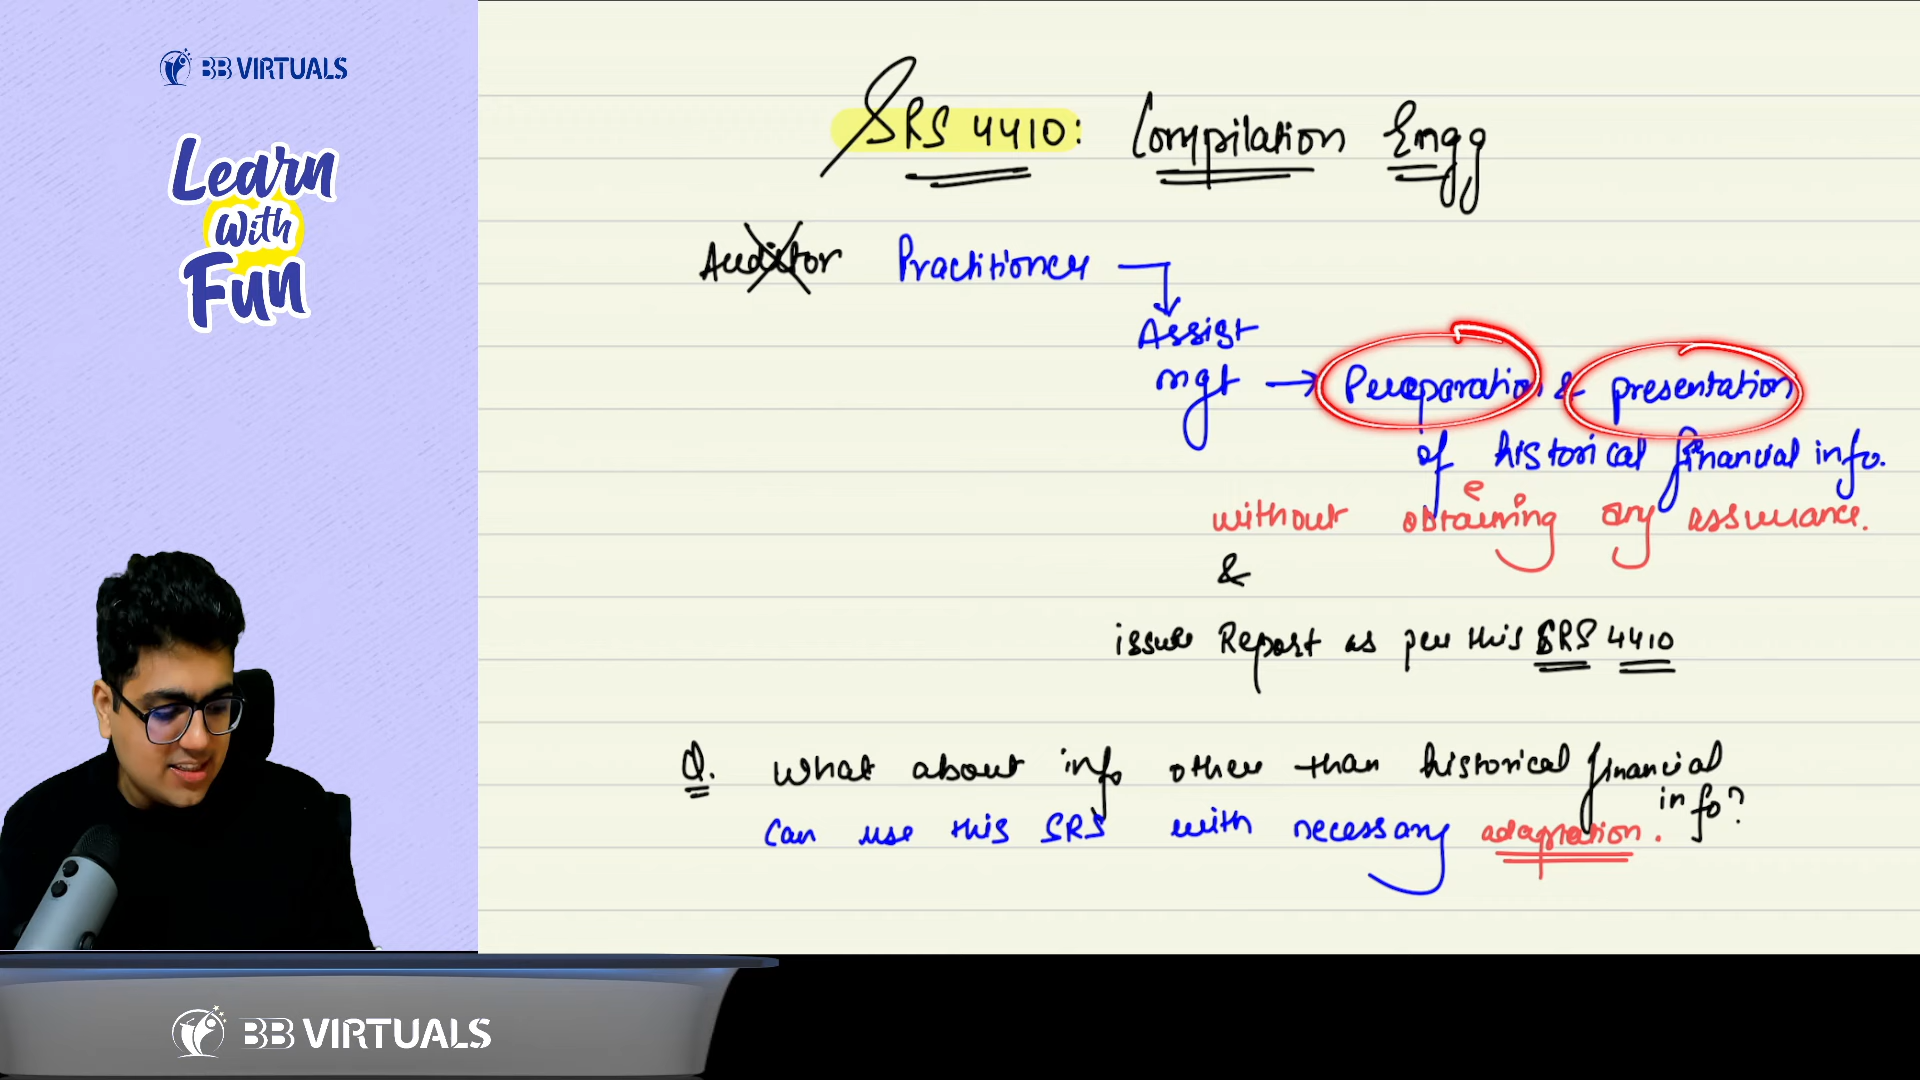 BB VIRTUALS
Learn
With
Fun
SRS 4410: Compilation Engg
Auditor Practitioner
Assist
mgt → Preparation & presentation
of historical financial info.
without obtaining any assurance.
&
issue Report as per this SRS 4410
Q. What about info other than historical financial
info?
Can use this SRS with necessary adaptation.
BB VIRTUALS